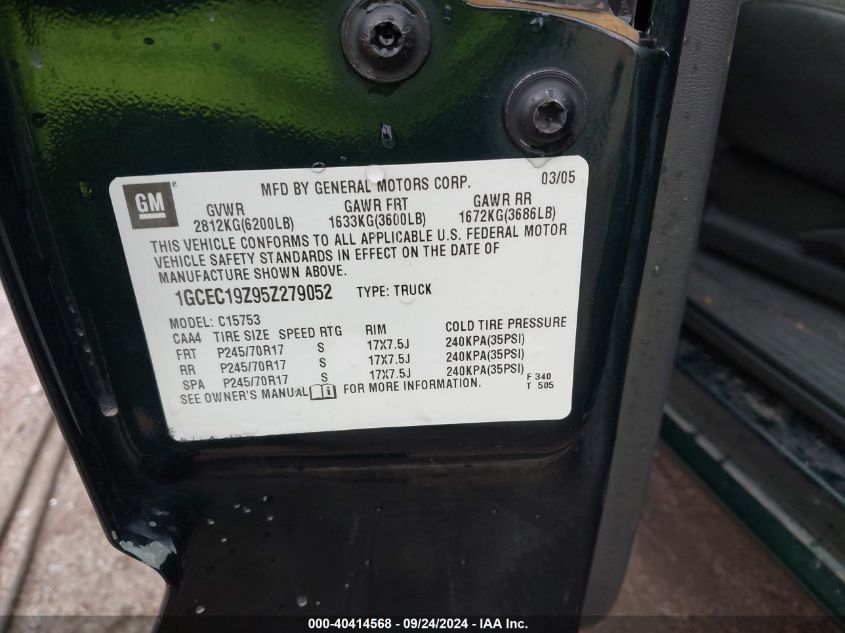 GM
MFD BY GENERAL MOTORS CORP. 03/05
GVWR GAWR FRT GAWR RR
2812KG(6200LB) 1633KG(3600LB) 1672KG(3686LB)
THIS VEHICLE CONFORMS TO ALL APPLICABLE U.S. FEDERAL MOTOR
VEHICLE SAFETY STANDARDS IN EFFECT ON THE DATE OF
MANUFACTURE SHOWN ABOVE.
1GCEC19Z95Z279052 TYPE: TRUCK
MODEL: C15753
CAA4 TIRE SIZE SPEED RTG RIM COLD TIRE PRESSURE
FRT P245/70R17 S 17X7.5J 240KPA(35PSI)
RR P245/70R17 S 17X7.5J 240KPA(35PSI)
SPA P245/70R17 S 17X7.5J 240KPA(35PSI)
SEE OWNER'S MANUAL FOR MORE INFORMATION.
F 340
T 505
000-40414568 - 09/24/2024 - IAA Inc.